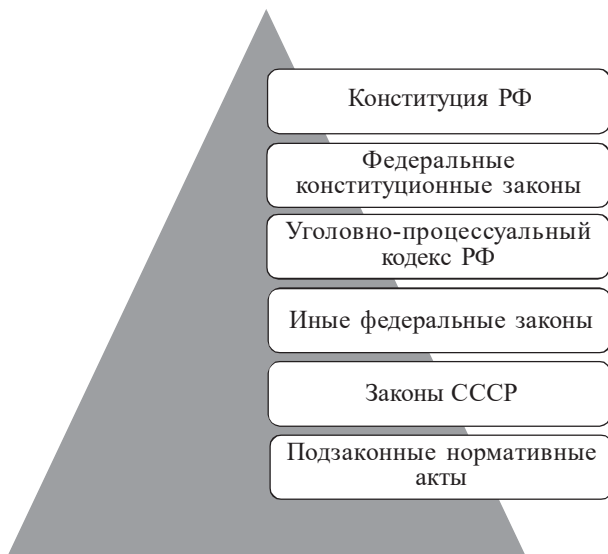 Конституция РФ
Федеральные
конституционные законы
Уголовно-процессуальный
кодекс РФ
Иные федеральные законы
Законы СССР
Подзаконные нормативные
акты